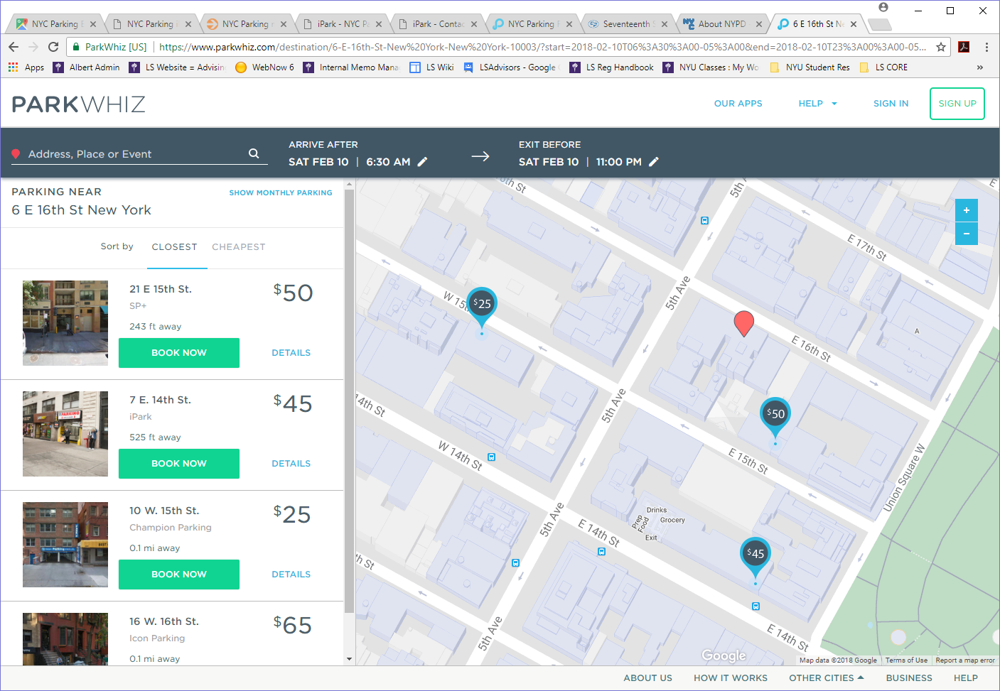 NYC Parking
NYC Parking
NYC Parking
iPark - NYC P
iPark - Contac
NYC Parking
Seventeenth
About NYPD
6 E 16th St Ne
ParkWhiz [US]
https://www.parkwhiz.com/destination/6-E-16th-St-New%20York-New%20York-10003/?start=2018-02-10T06%3A30%3A00-05%3A00&end=2018-02-10T23%3A00%3A00-05...
Apps
Albert Admin
LS Website = Advising
WebNow 6
Internal Memo Mana
LS Wiki
LSAdvisors - Google
LS Reg Handbook
NYU Classes : My Wo
NYU Student Res
LS CORE
»
PARKWHIZ
OUR APPS
HELP
SIGN IN
SIGN UP
Address, Place or Event
ARRIVE AFTER
SAT FEB 10 | 6:30 AM
EXIT BEFORE
SAT FEB 10 | 11:00 PM
PARKING NEAR
SHOW MONTHLY PARKING
6 E 16th St New York
Sort by
CLOSEST
CHEAPEST
21 E 15th St.
$50
SP+
243 ft away
BOOK NOW
DETAILS
7 E. 14th St.
$45
iPark
525 ft away
BOOK NOW
DETAILS
10 W. 15th St.
$25
Champion Parking
0.1 mi away
BOOK NOW
DETAILS
16 W. 16th St.
$65
Icon Parking
0.1 mi away
5th Ave
E 17th St
5th Ave
W 15
$25
A
E 16th St
14th St
5th Ave
$50
W 14th St
E 15th St
Union Square W
5th Ave
Drinks
Grocery
Prep
Food
Exit
E 14th St
$45
5th Ave
E 14th St
+
−
Google
Map data ©2018 Google
Terms of Use
Report a map error
ABOUT US
HOW IT WORKS
OTHER CITIES
BUSINESS
HELP